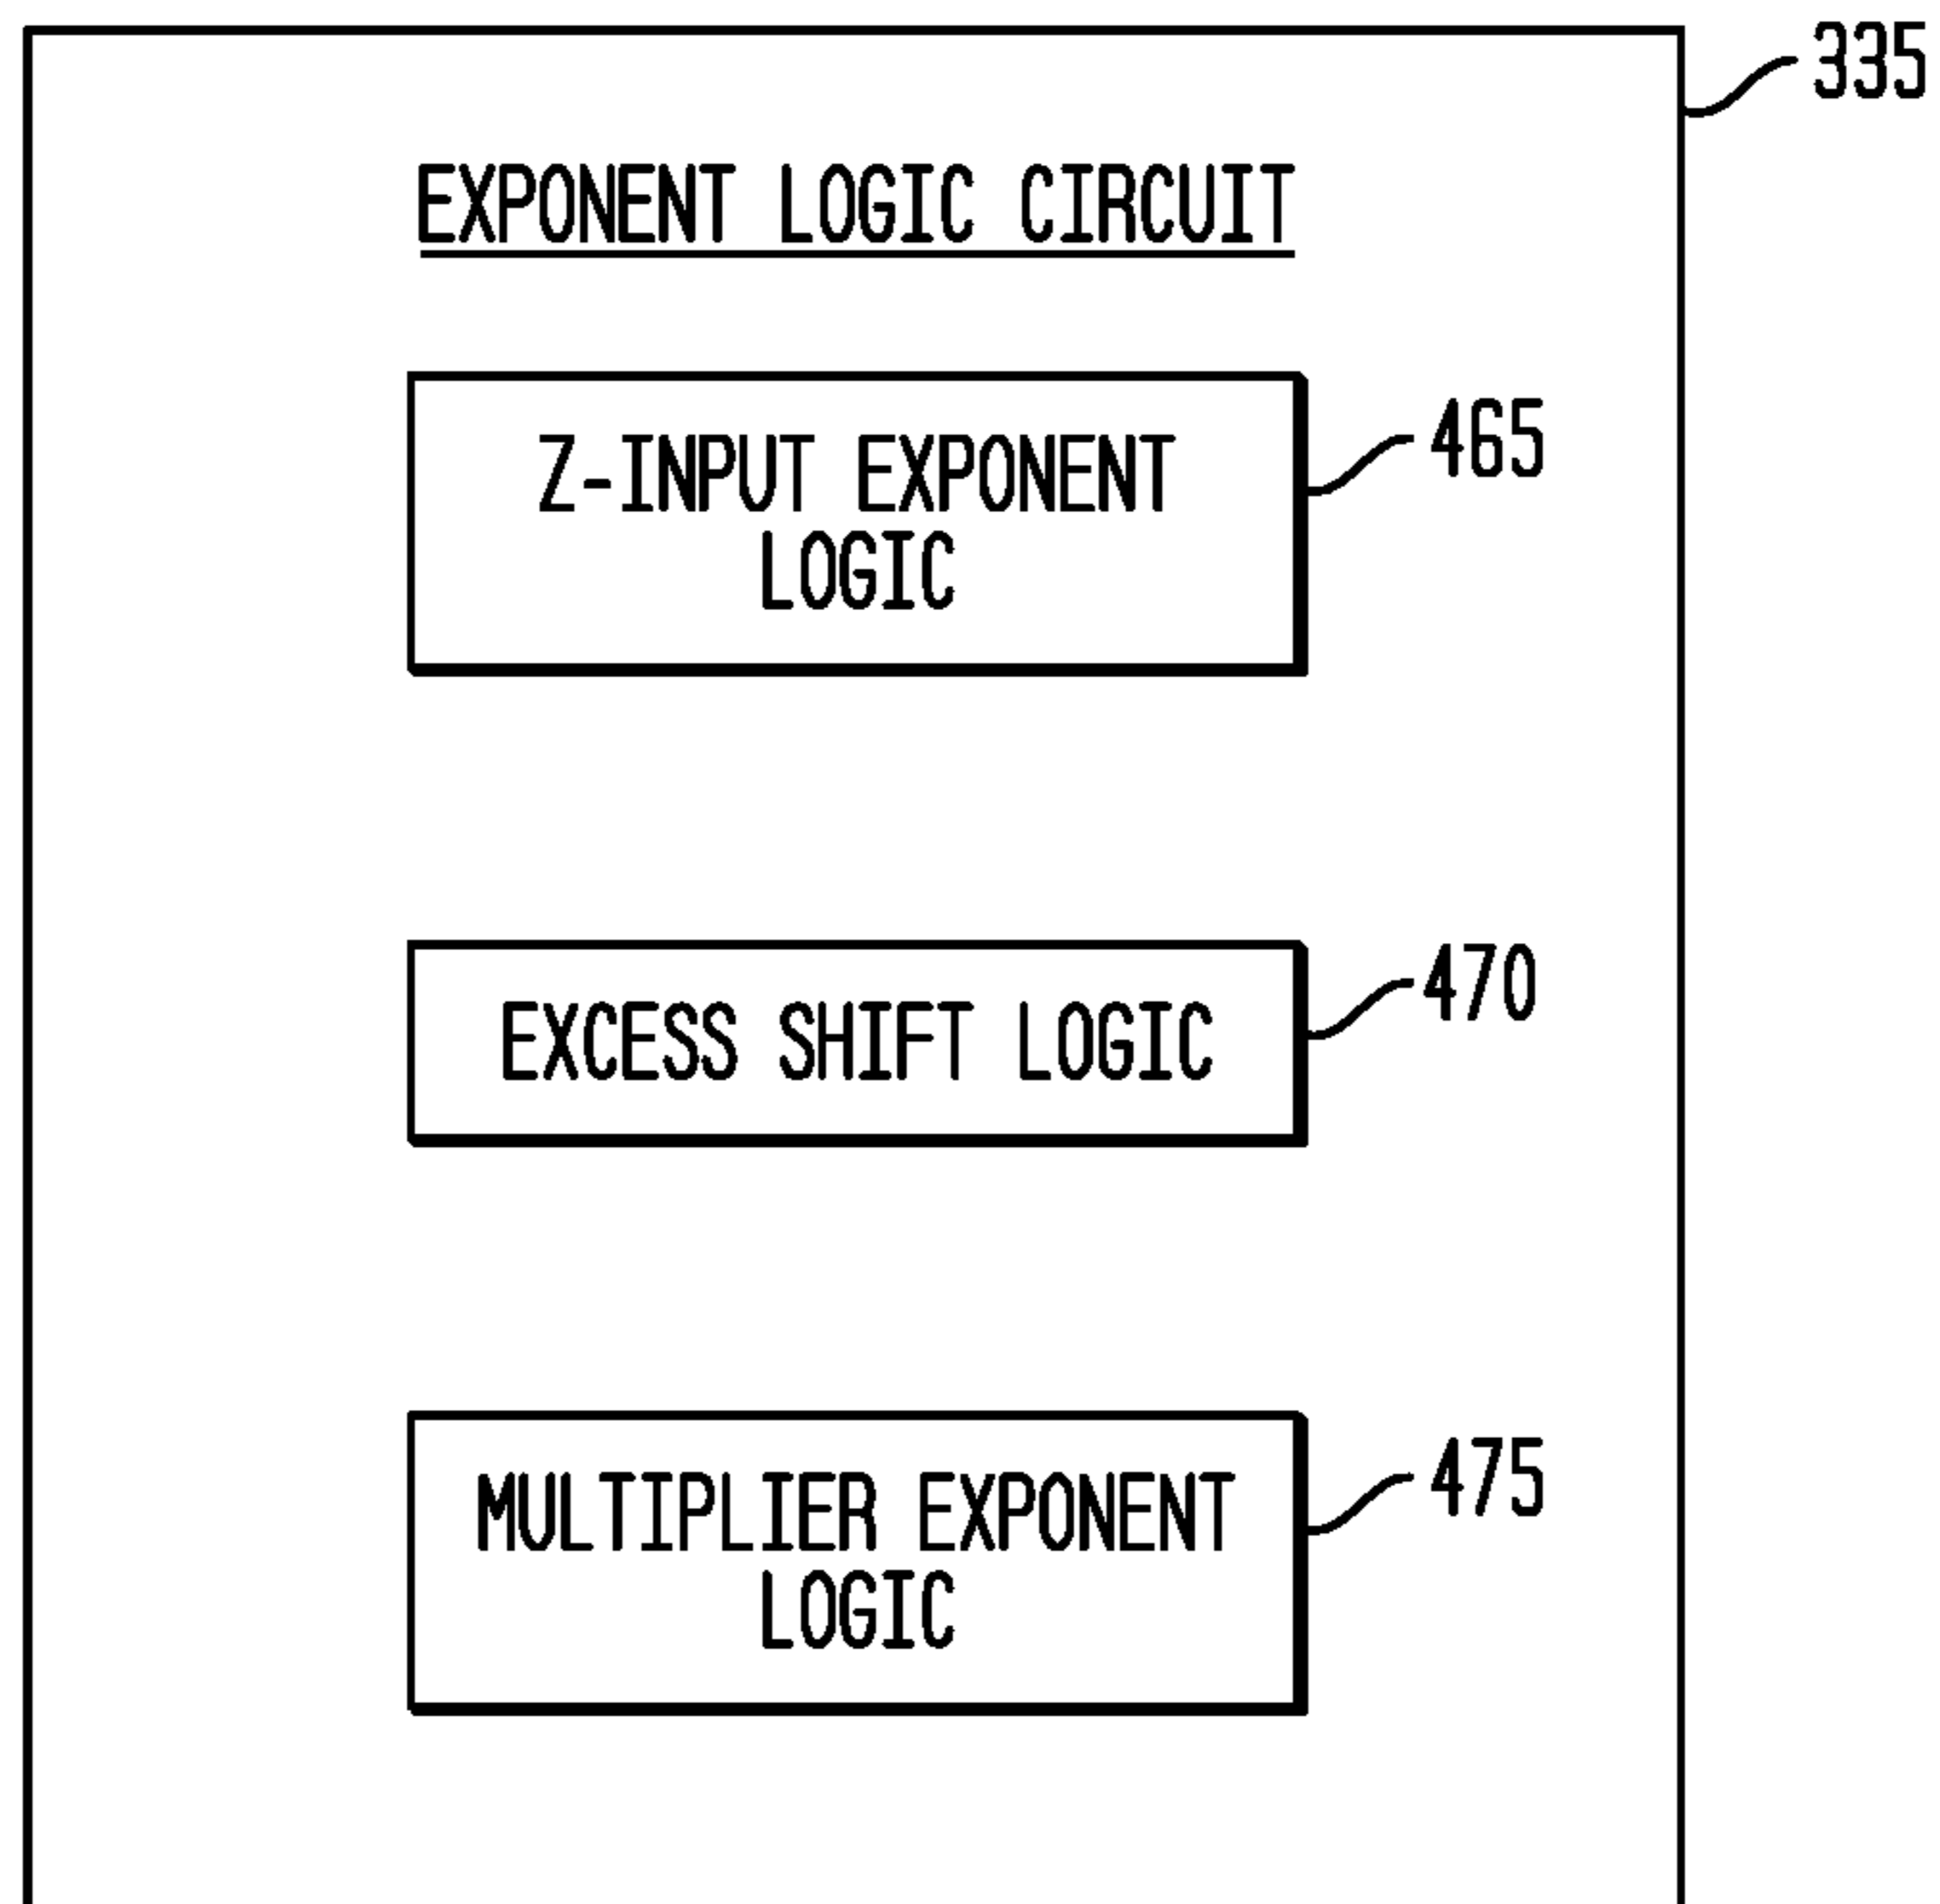 335
EXPONENT LOGIC CIRCUIT
Z-INPUT EXPONENT
LOGIC
465
EXCESS SHIFT LOGIC
470
MULTIPLIER EXPONENT
LOGIC
475